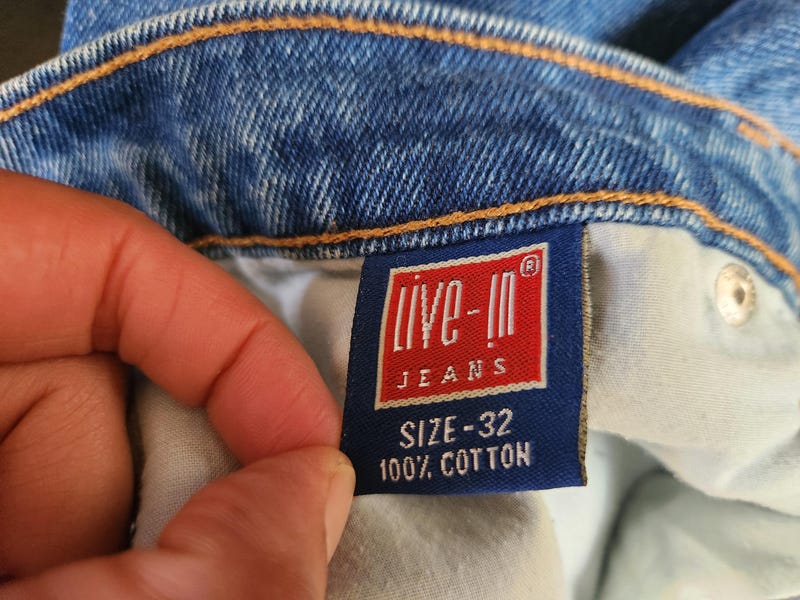 Live-in®
JEANS
SIZE-32
100% COTTON